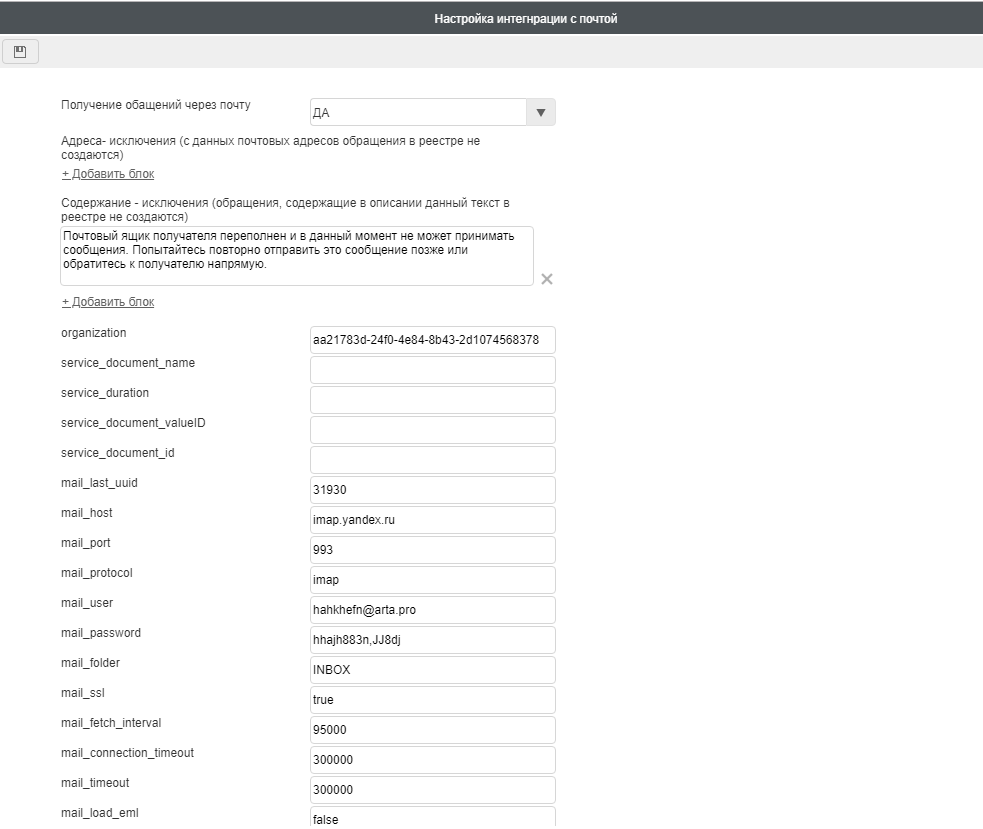 Настройка интегнрации с почтой
Получение обащений через почту
ДА
Адреса- исключения (с данных почтовых адресов обращения в реестре не
создаются)
+ Добавить блок
Содержание - исключения (обращения, содержащие в описании данный текст в
реестре не создаются)
Почтовый ящик получателя переполнен и в данный момент не может принимать
сообщения. Попытайтесь повторно отправить это сообщение позже или
обратитесь к получателю напрямую.
+ Добавить блок
organization
aa21783d-24f0-4e84-8b43-2d1074568378
service_document_name
service_duration
service_document_valueID
service_document_id
mail_last_uuid
31930
mail_host
imap.yandex.ru
mail_port
993
mail_protocol
imap
mail_user
hahkhefn@arta.pro
mail_password
hhajh883n,JJ8dj
mail_folder
INBOX
mail_ssl
true
mail_fetch_interval
95000
mail_connection_timeout
300000
mail_timeout
300000
mail_load_eml
false